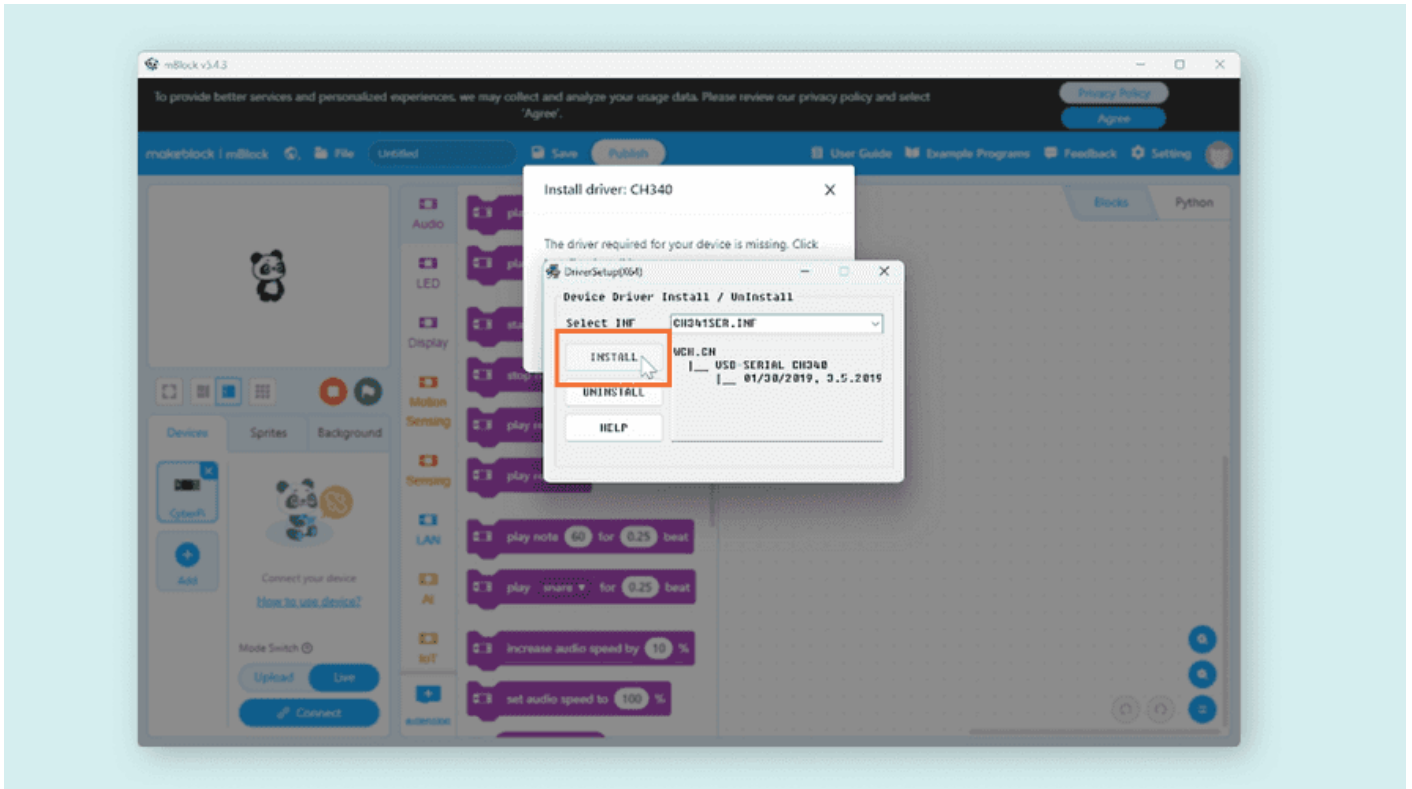 mBlock v5.4.3
To provide better services and personalized experiences, we may collect and analyze your usage data. Please review our privacy policy and select
'Agree'.
Privacy Policy
Agree
makeblock | mBlock
File
Untitled
Save
Publish
User Guide
Example Programs
Feedback
Setting
Install driver: CH340
The driver required for your device is missing. Click
DriverSetup(X64)
Device Driver Install / UnInstall
Select INF
CH341SER.INF
INSTALL
WCH.CN
|__ USB-SERIAL CH340
|__ 01/30/2019, 3.5.2019
UNINSTALL
HELP
Blocks
Python
Audio
LED
Display
Motion
Sensing
Sensing
LAN
AI
IoT
extension
stop
play
play
play note 60 for 0.25 beat
play snare for 0.25 beat
increase audio speed by 10 %
set audio speed to 100 %
Devices
Sprites
Background
CyberPi
Add
Connect your device
How to use device?
Mode Switch
Upload
Live
Connect